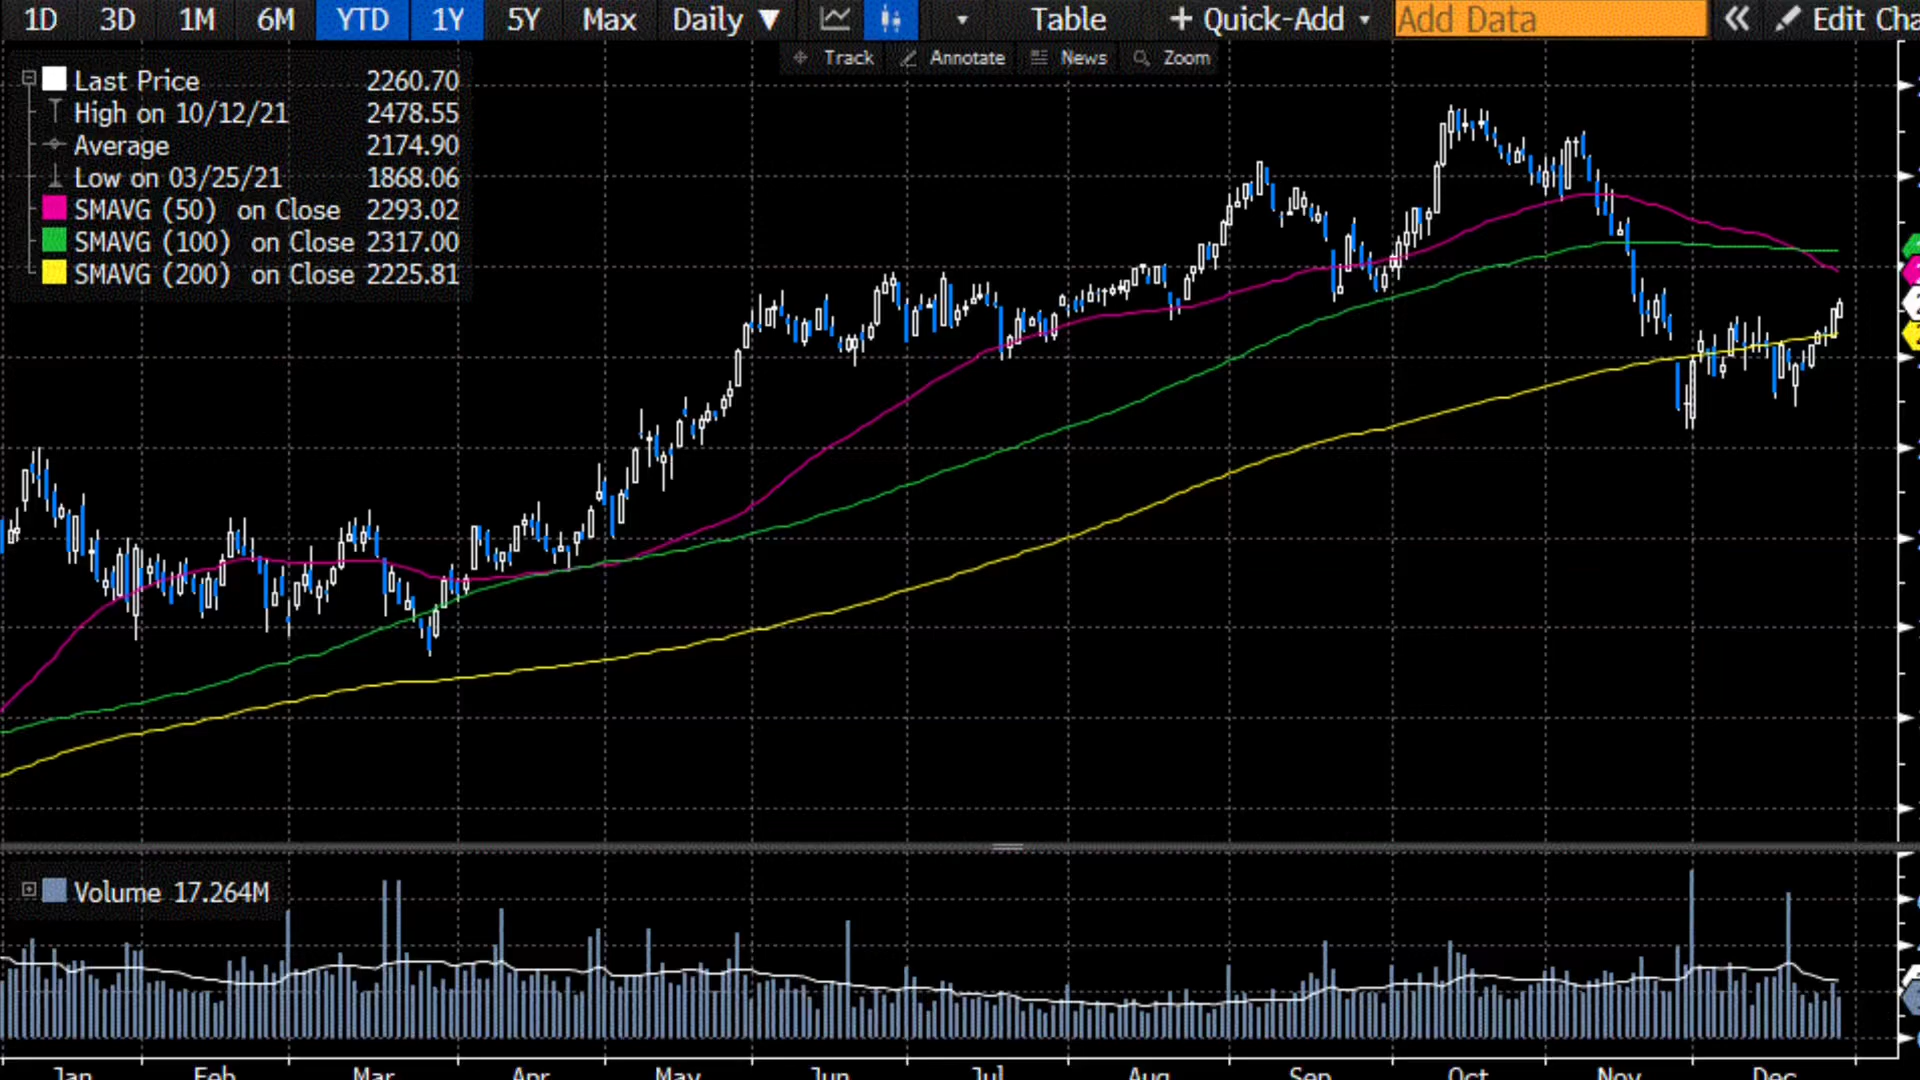 1D 3D 1M 6M YTD 1Y 5Y Max Daily ▼ Table + Quick-Add Add Data « Edit Cha
Track Annotate News Zoom
Last Price 2260.70
High on 10/12/21 2478.55
Average 2174.90
Low on 03/25/21 1868.06
SMAVG (50) on Close 2293.02
SMAVG (100) on Close 2317.00
SMAVG (200) on Close 2225.81
Volume 17.264M
Jan Feb Mar Apr May Jun Jul Aug Sep Oct Nov Dec